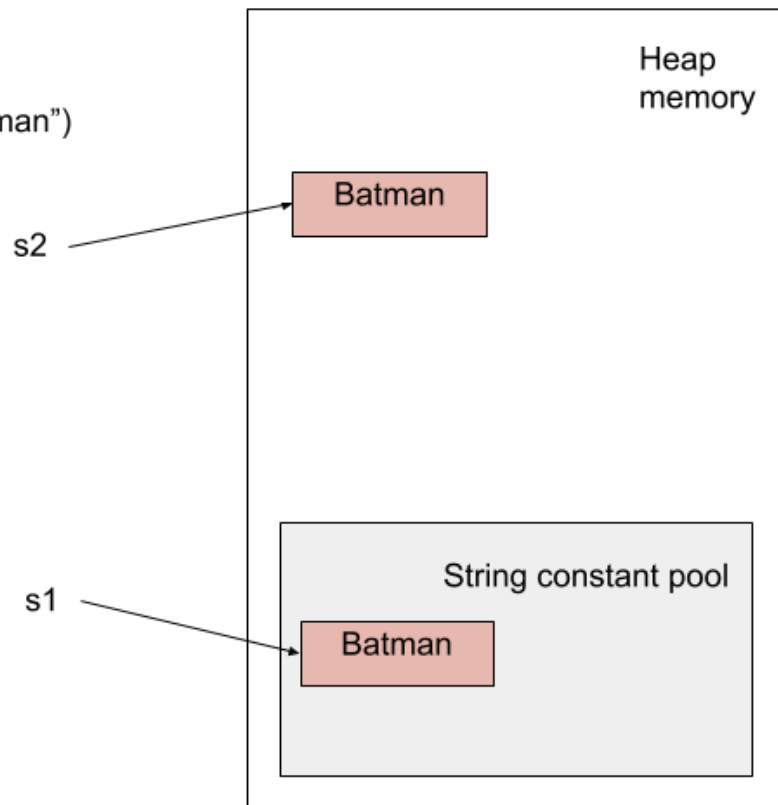 Heap
memory
man”)
Batman
s2
String constant pool
s1
Batman